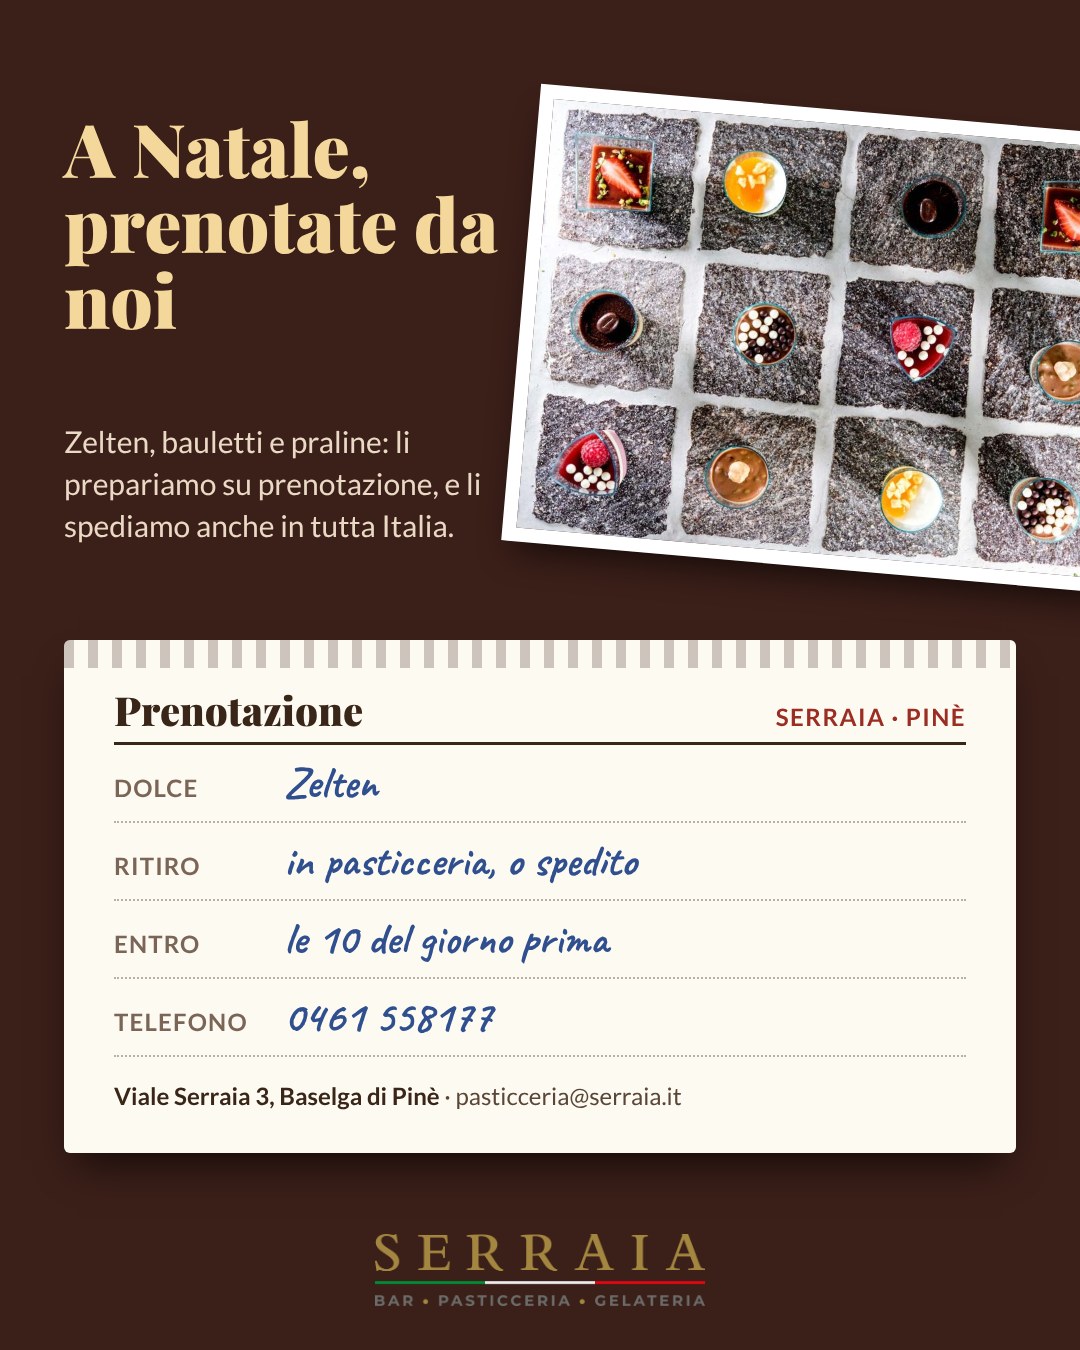 A Natale,
prenotate da
noi
Zelten, bauletti e praline: li
prepariamo su prenotazione, e li
spediamo anche in tutta Italia.
Prenotazione
SERRAIA · PINÈ
DOLCE Zelten
RITIRO in pasticceria, o spedito
ENTRO le 10 del giorno prima
TELEFONO 0461 558177
Viale Serraia 3, Baselga di Pinè · pasticceria@serraia.it
SERRAIA
BAR • PASTICCERIA • GELATERIA